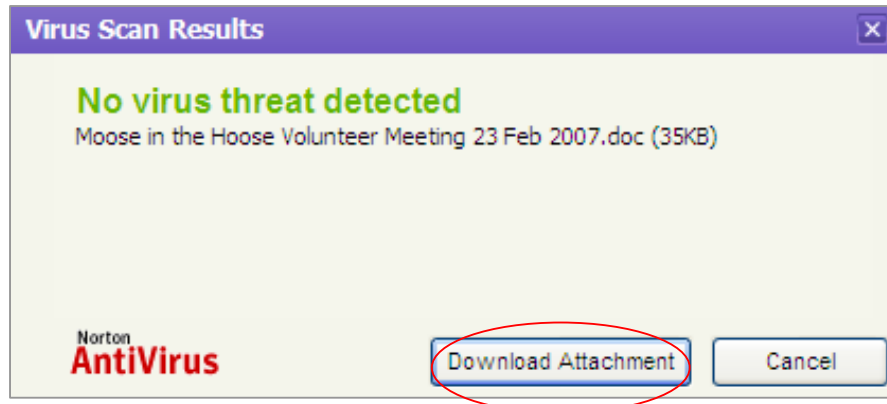 Virus Scan Results
No virus threat detected
Moose in the Hoose Volunteer Meeting 23 Feb 2007.doc (35KB)
Norton
AntiVirus
Download Attachment
Cancel